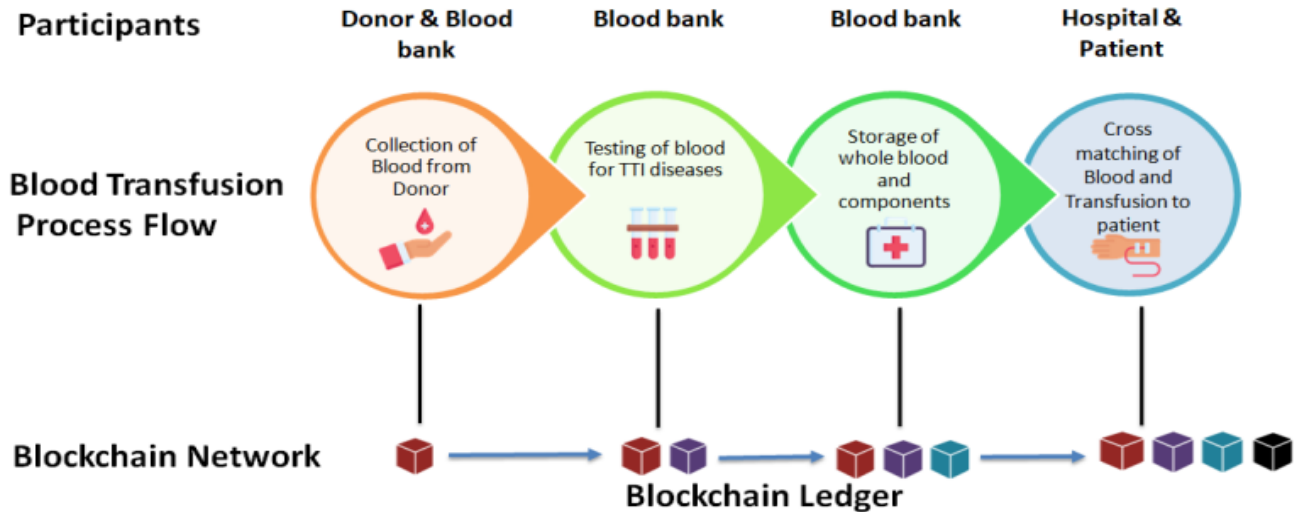 Participants
Donor & Blood
bank
Blood bank
Blood bank
Hospital &
Patient
Blood Transfusion
Process Flow
Collection of
Blood from
Donor
Testing of blood
for TTI diseases
Storage of
whole blood
and
components
Cross
matching of
Blood and
Transfusion to
patient
Blockchain Network
Blockchain Ledger